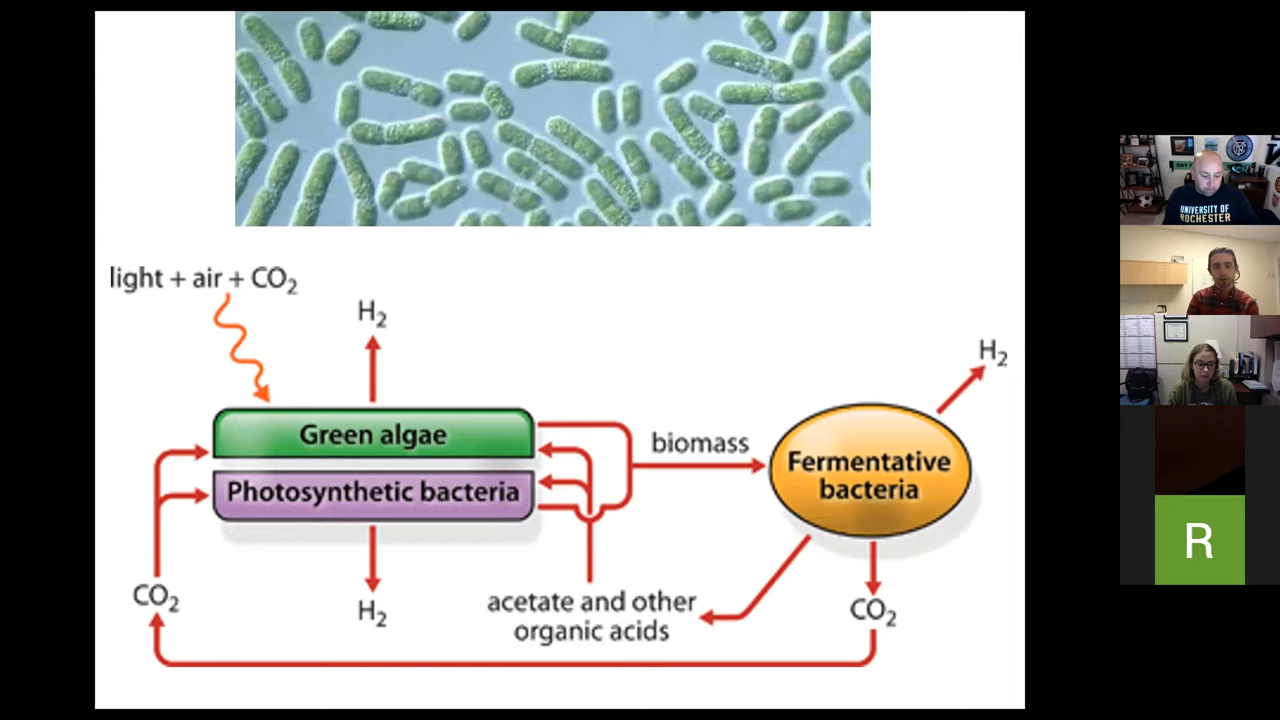 light + air + CO₂
H₂
H₂
Green algae
biomass
Fermentative
bacteria
Photosynthetic bacteria
CO₂
H₂
acetate and other
organic acids
CO₂
UNIVERSITY OF
ROCHESTER
R